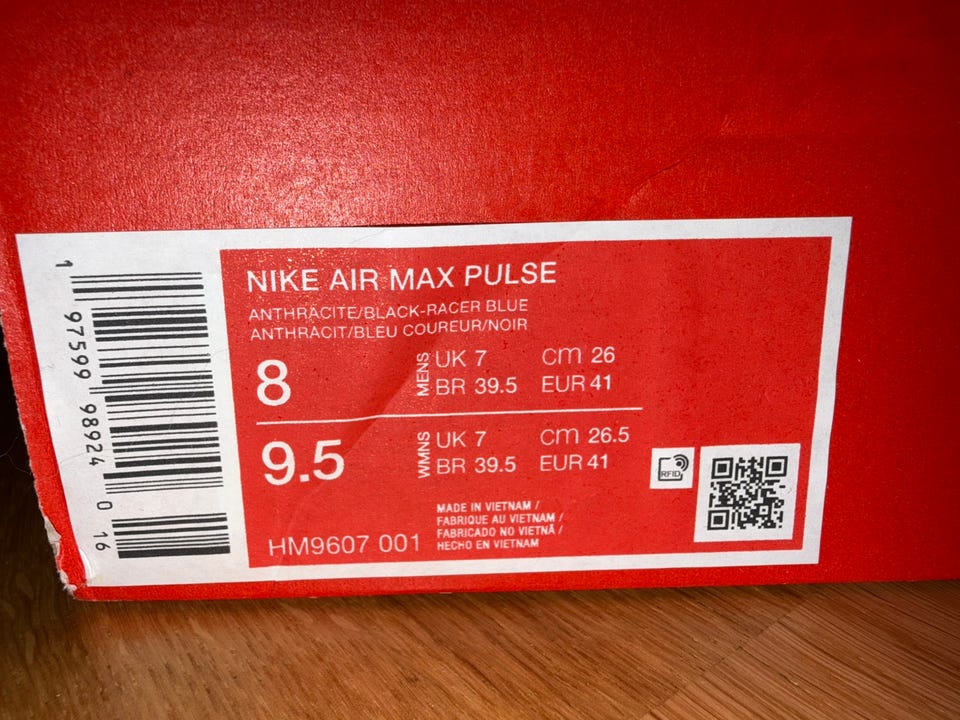 NIKE AIR MAX PULSE
ANTHRACITE/BLACK-RACER BLUE
ANTHRACIT/BLEU COUREUR/NOIR
8
MENS
UK 7 cm 26
BR 39.5 EUR 41
9.5
WMNS
UK 7 cm 26.5
BR 39.5 EUR 41
RFID
MADE IN VIETNAM /
FABRIQUE AU VIETNAM /
FABRICADO NO VIETNÃ /
HECHO EN VIETNAM
HM9607 001
1 97599 98924 0 16